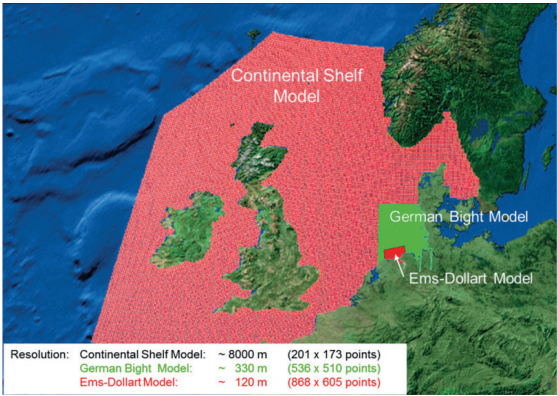 Continental Shelf
Model
German Bight Model
Ems-Dollart Model
Resolution: Continental Shelf Model: ~ 8000 m (201 x 173 points)
German Bight Model: ~ 330 m (536 x 510 points)
Ems-Dollart Model: ~ 120 m (868 x 605 points)